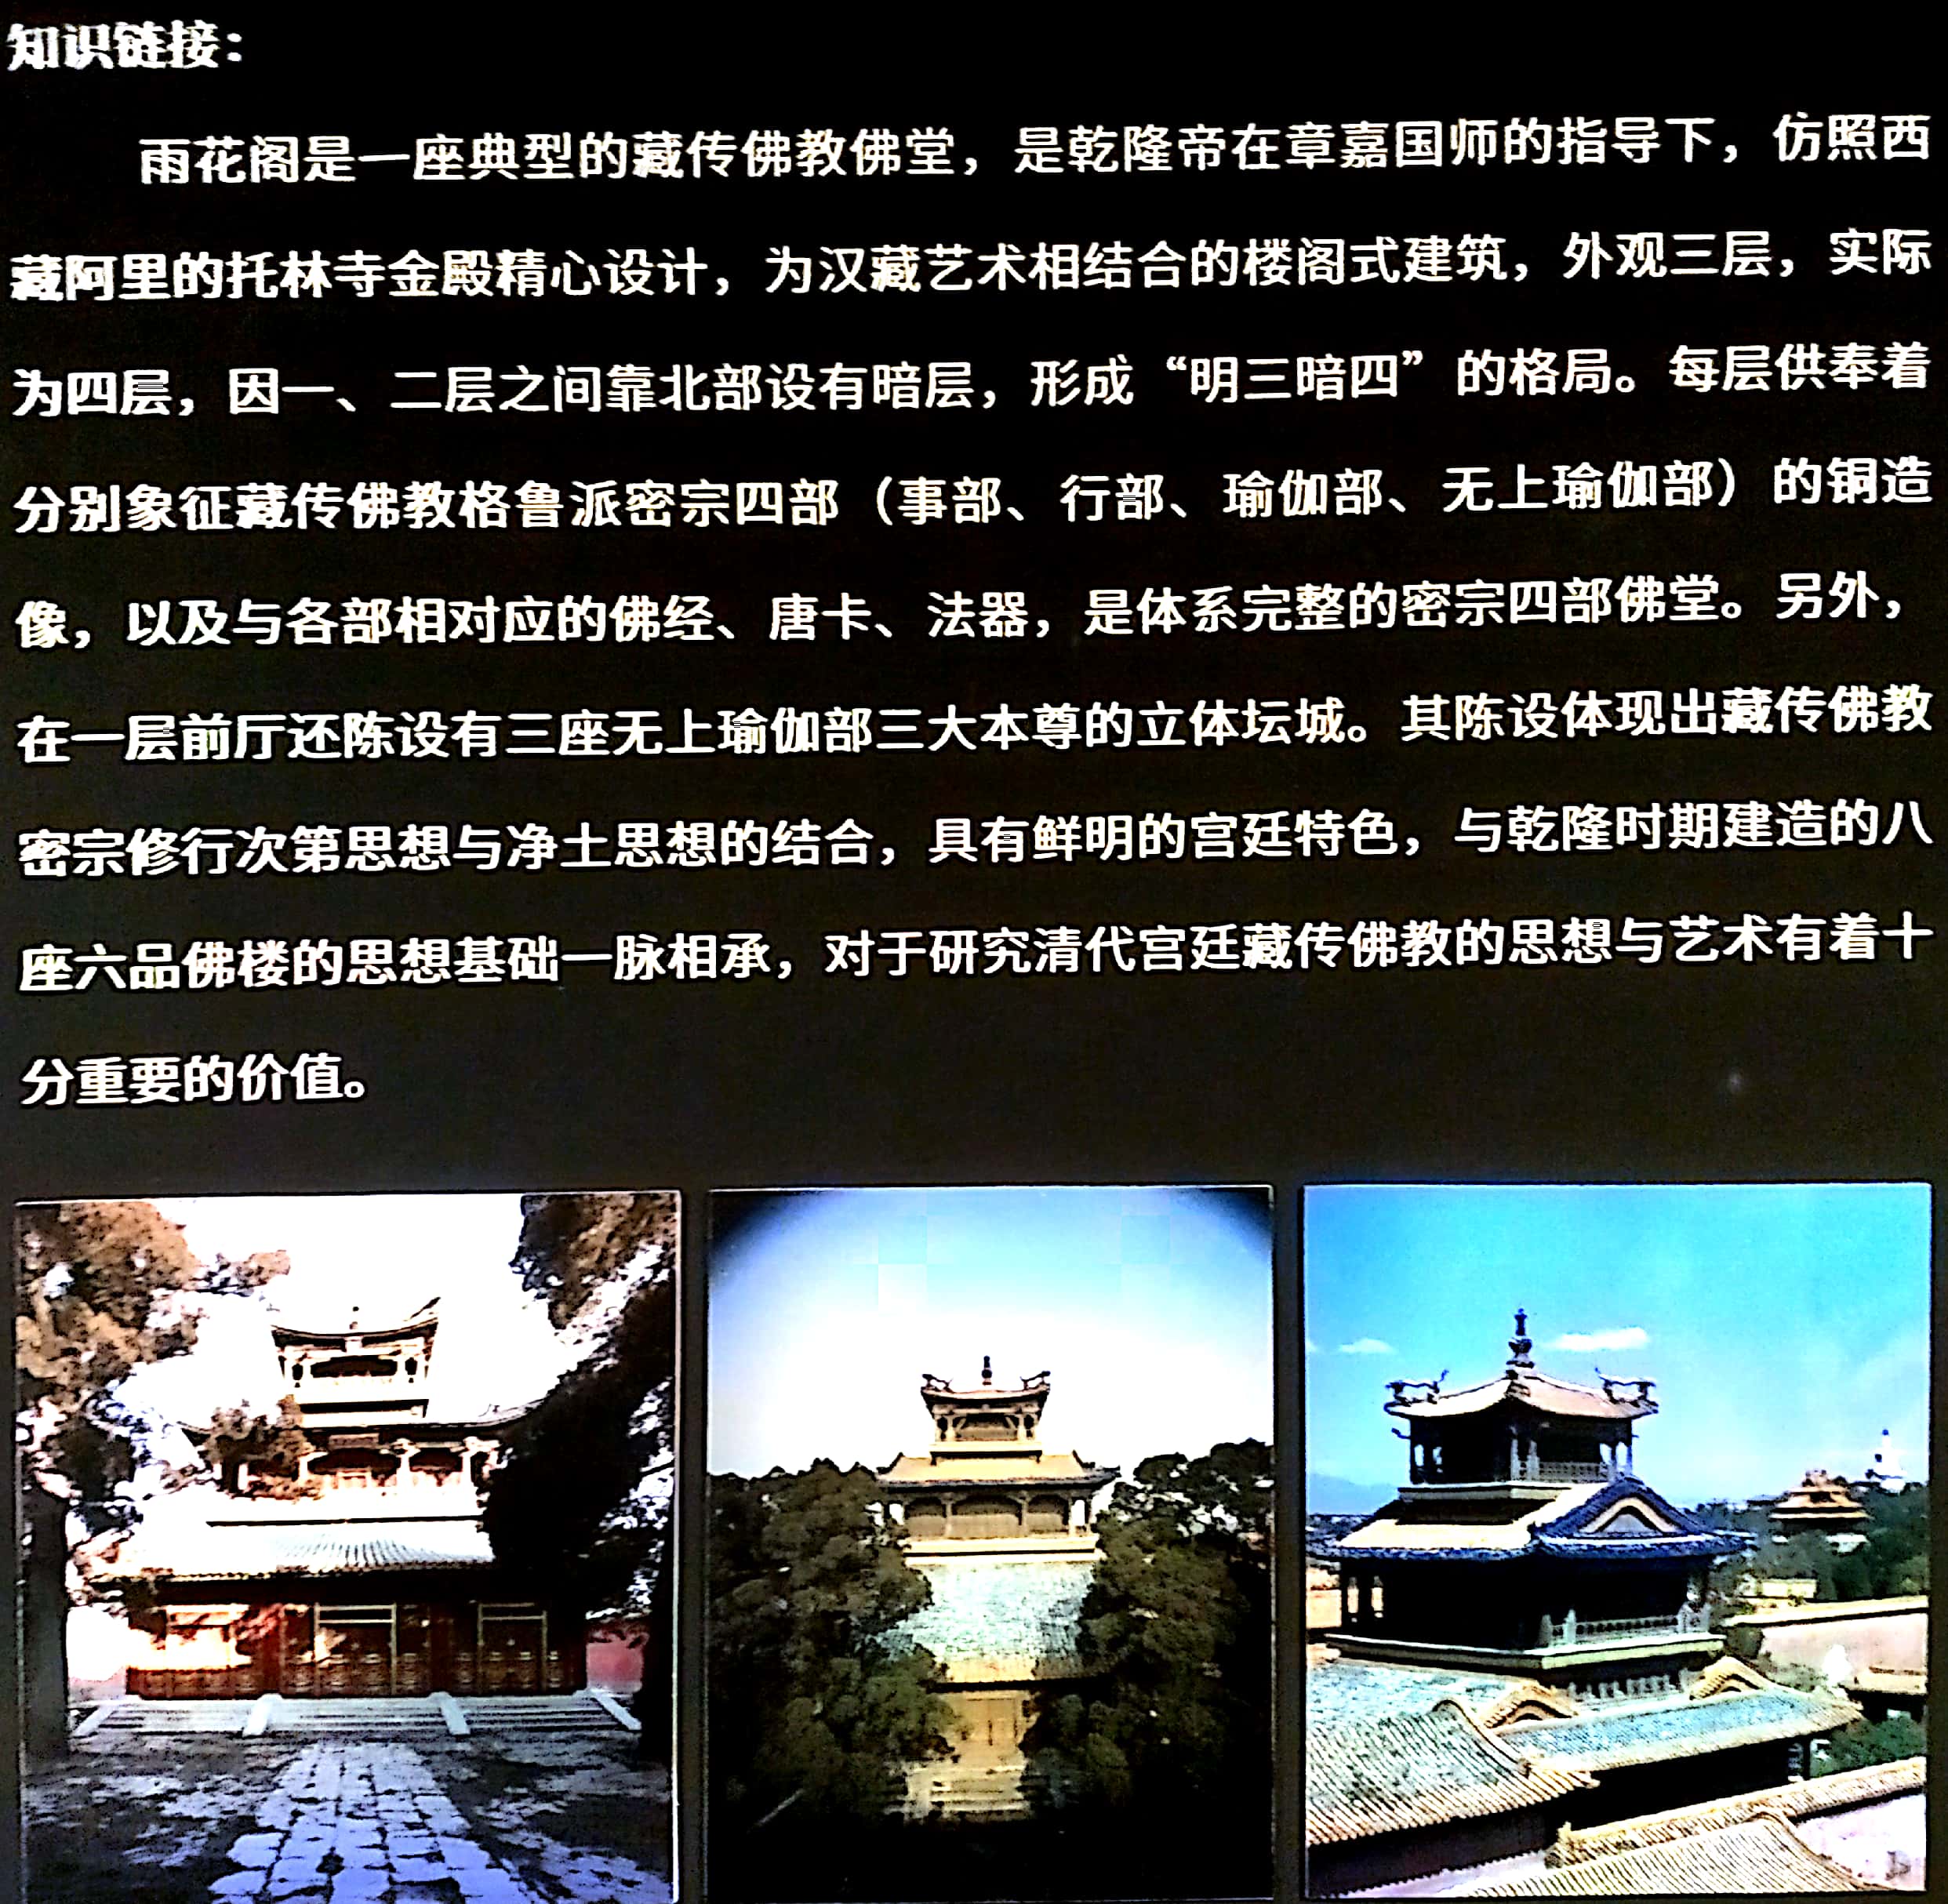 知识链接：
雨花阁是一座典型的藏传佛教佛堂，是乾隆帝在章嘉国师的指导下，仿照西
藏阿里的托林寺金殿精心设计，为汉藏艺术相结合的楼阁式建筑，外观三层，实际
为四层，因一、二层之间靠北部设有暗层，形成“明三暗四”的格局。每层供奉着
分别象征藏传佛教格鲁派密宗四部（事部、行部、瑜伽部、无上瑜伽部）的铜造
像，以及与各部相对应的佛经、唐卡、法器，是体系完整的密宗四部佛堂。另外，
在一层前厅还陈设有三座无上瑜伽部三大本尊的立体坛城。其陈设体现出藏传佛教
密宗修行次第思想与净土思想的结合，具有鲜明的宫廷特色，与乾隆时期建造的八
座六品佛楼的思想基础一脉相承，对于研究清代宫廷藏传佛教的思想与艺术有着十
分重要的价值。